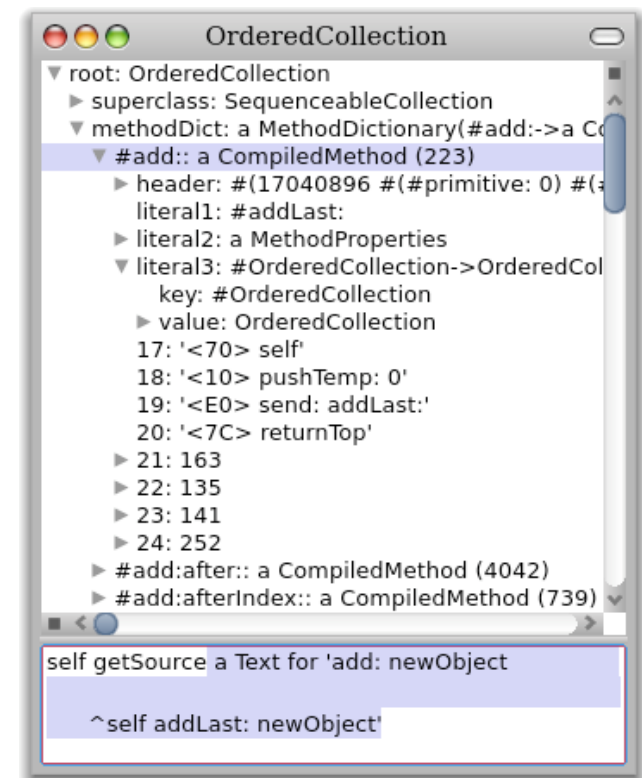 OrderedCollection
root: OrderedCollection
superclass: SequenceableCollection
methodDict: a MethodDictionary(#add:->a Co
#add:: a CompiledMethod (223)
header: #(17040896 #(#primitive: 0) #(#
literal1: #addLast:
literal2: a MethodProperties
literal3: #OrderedCollection->OrderedCol
key: #OrderedCollection
value: OrderedCollection
17: '<70> self'
18: '<10> pushTemp: 0'
19: '<E0> send: addLast:'
20: '<7C> returnTop'
21: 163
22: 135
23: 141
24: 252
#add:after:: a CompiledMethod (4042)
#add:afterIndex:: a CompiledMethod (739)
self getSource a Text for 'add: newObject
^self addLast: newObject'